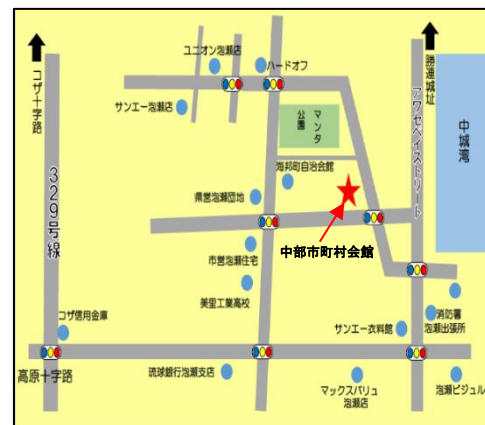 ユニオン泡瀬店
ハードオフ
コザ十字路
勝連城址
サンエー泡瀬店
マンタ
公園
アワセベイストリート
中城湾
329号線
海邦町自治会館
県営泡瀬団地
中部市町村会館
市営泡瀬住宅
美里工業高校
コザ信用金庫
サンエー衣料館
消防署
泡瀬出張所
高原十字路
琉球銀行泡瀬支店
マックスバリュ
泡瀬店
泡瀬ビジュル